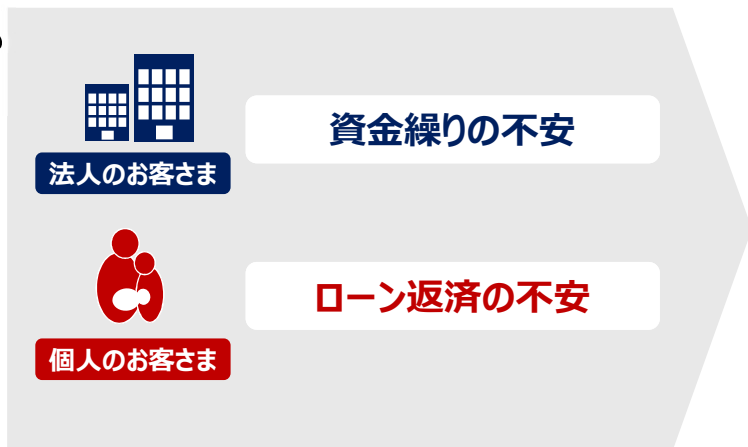 資金繰りの不安
法人のお客さま
ローン返済の不安
個人のお客さま